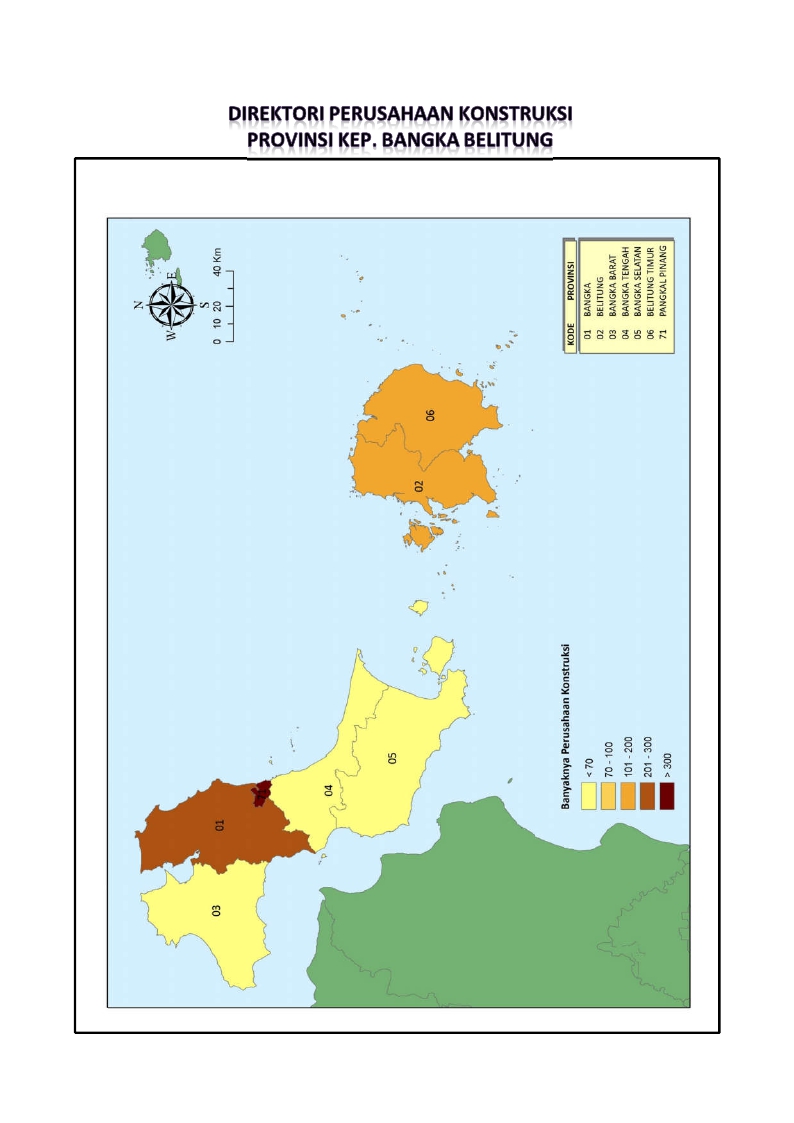 DIREKTORI PERUSAHAAN KONSTRUKSI
PROVINSI KEP. BANGKA BELITUNG
N
W
E
S
0 10 20 40 Km
KODE PROVINSI
01 BANGKA
02 BELITUNG
03 BANGKA BARAT
04 BANGKA TENGAH
05 BANGKA SELATAN
06 BELITUNG TIMUR
71 PANGKAL PINANG
06
02
05
04
01
03
Banyaknya Perusahaan Konstruksi
< 70
70 - 100
101 - 200
201 - 300
> 300